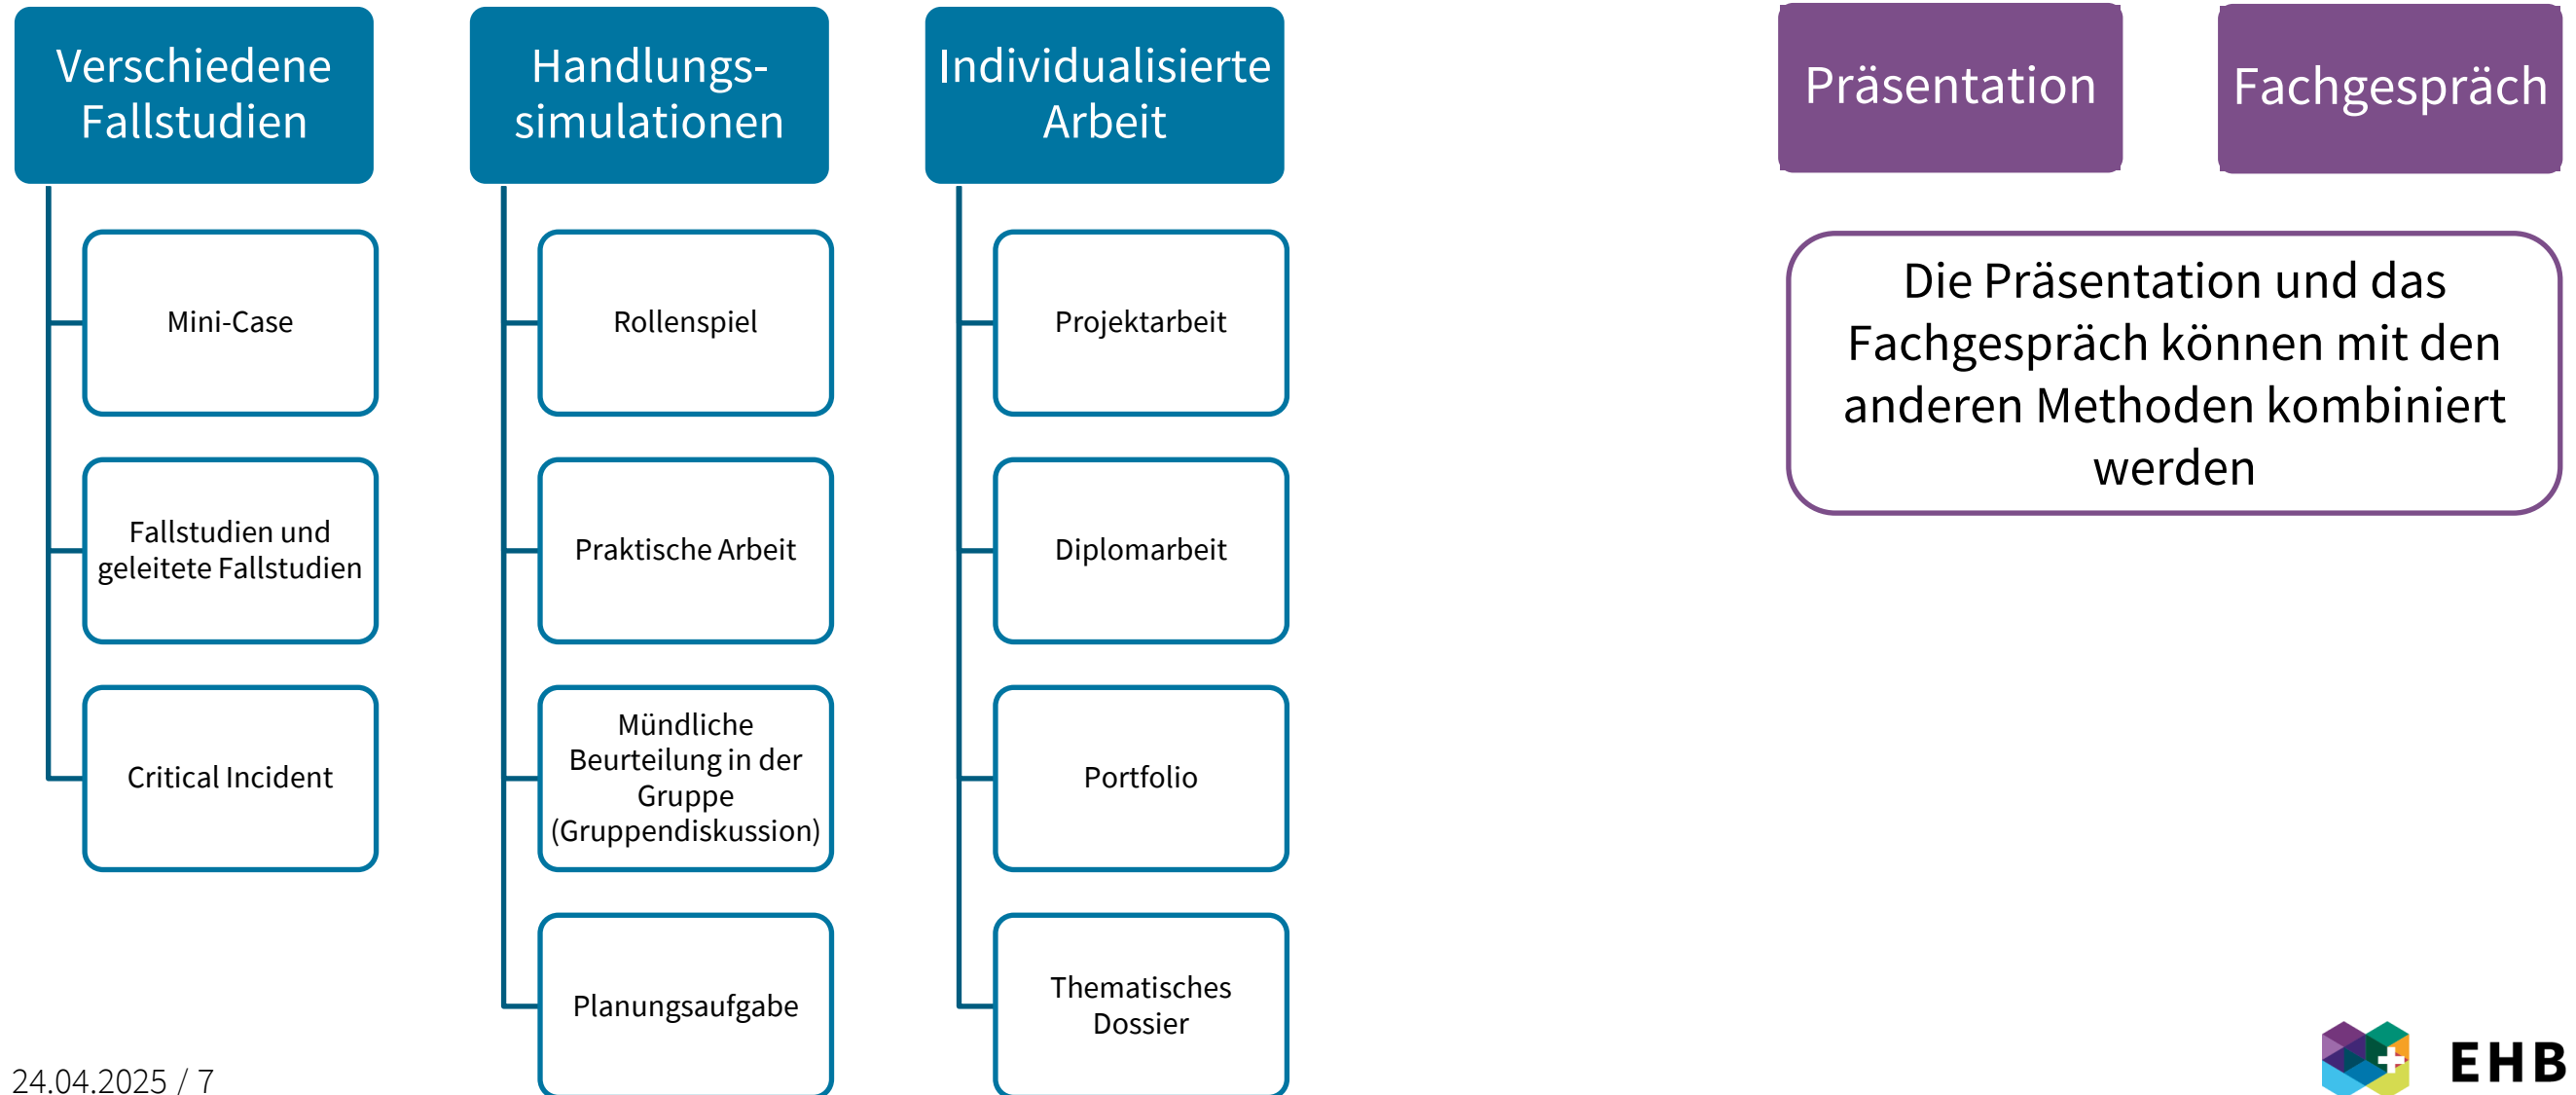 Verschiedene
Fallstudien
Mini-Case
Fallstudien und
geleitete Fallstudien
Critical Incident
Handlungs-
simulationen
Rollenspiel
Praktische Arbeit
Mündliche
Beurteilung in der
Gruppe
(Gruppendiskussion)
Planungsaufgabe
Individualisierte
Arbeit
Projektarbeit
Diplomarbeit
Portfolio
Thematisches
Dossier
Präsentation
Fachgespräch
Die Präsentation und das
Fachgespräch können mit den
anderen Methoden kombiniert
werden
24.04.2025 / 7
EHB